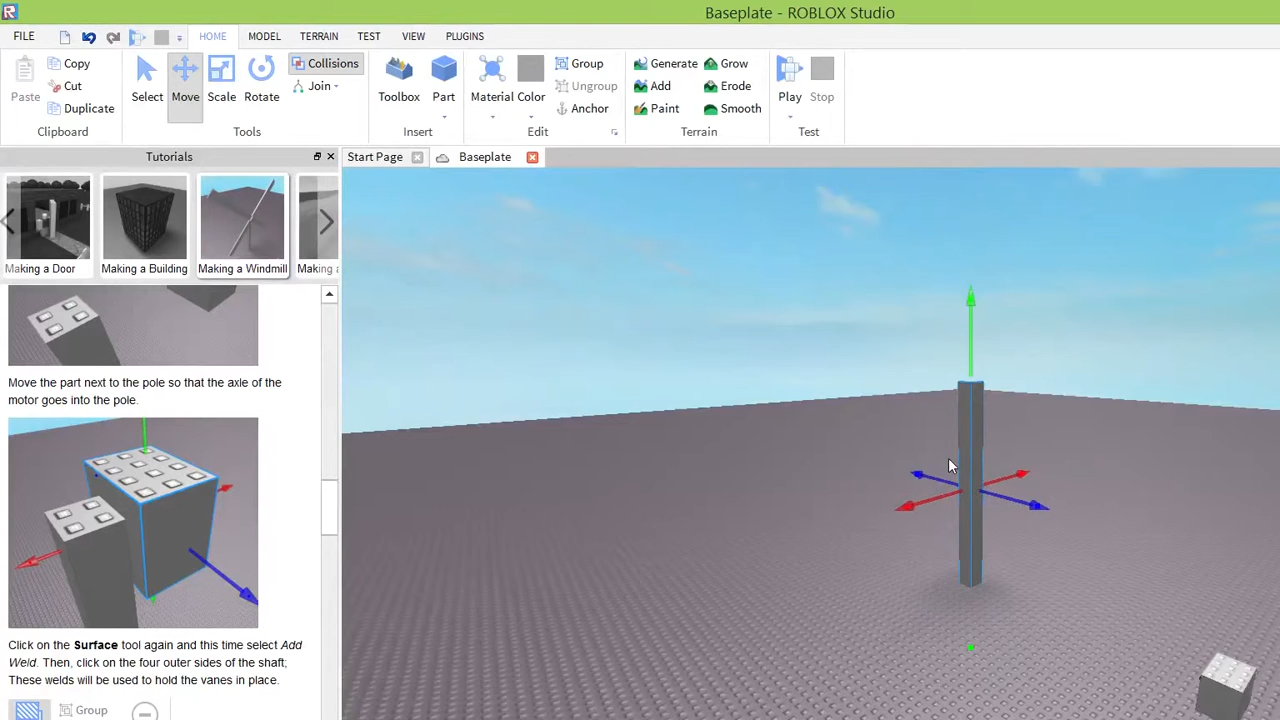 Baseplate - ROBLOX Studio
FILE HOME MODEL TERRAIN TEST VIEW PLUGINS
Paste
Copy
Cut
Duplicate
Clipboard
Select Move Scale Rotate
Collisions
Join
Tools
Toolbox Part
Insert
Material Color
Group
Ungroup
Anchor
Edit
Generate Grow
Add Erode
Paint Smooth
Terrain
Play Stop
Test
Tutorials
Start Page Baseplate
Making a Door Making a Building Making a Windmill Making a
Move the part next to the pole so that the axle of the
motor goes into the pole.
Click on the Surface tool again and this time select Add
Weld. Then, click on the four outer sides of the shaft;
These welds will be used to hold the vanes in place.
Group